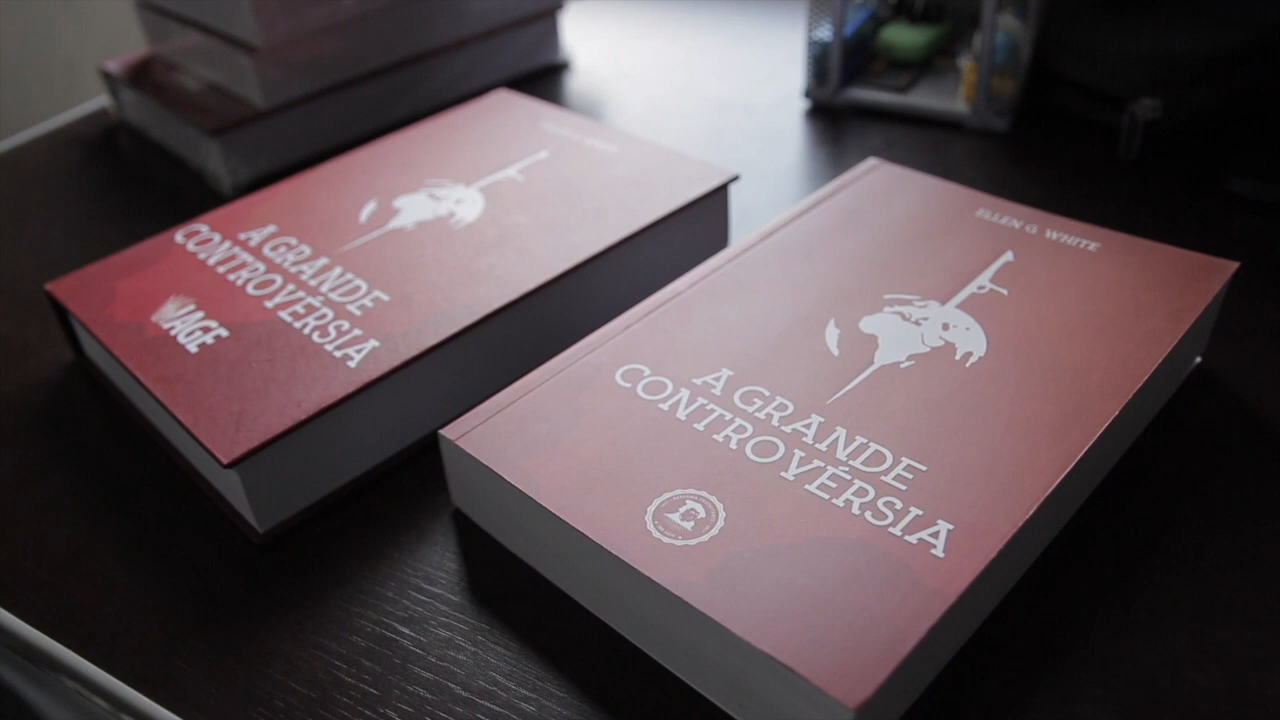 A GRANDE
CONTROVÉRSIA
AGE
ELLEN G. WHITE
A GRANDE
CONTROVÉRSIA